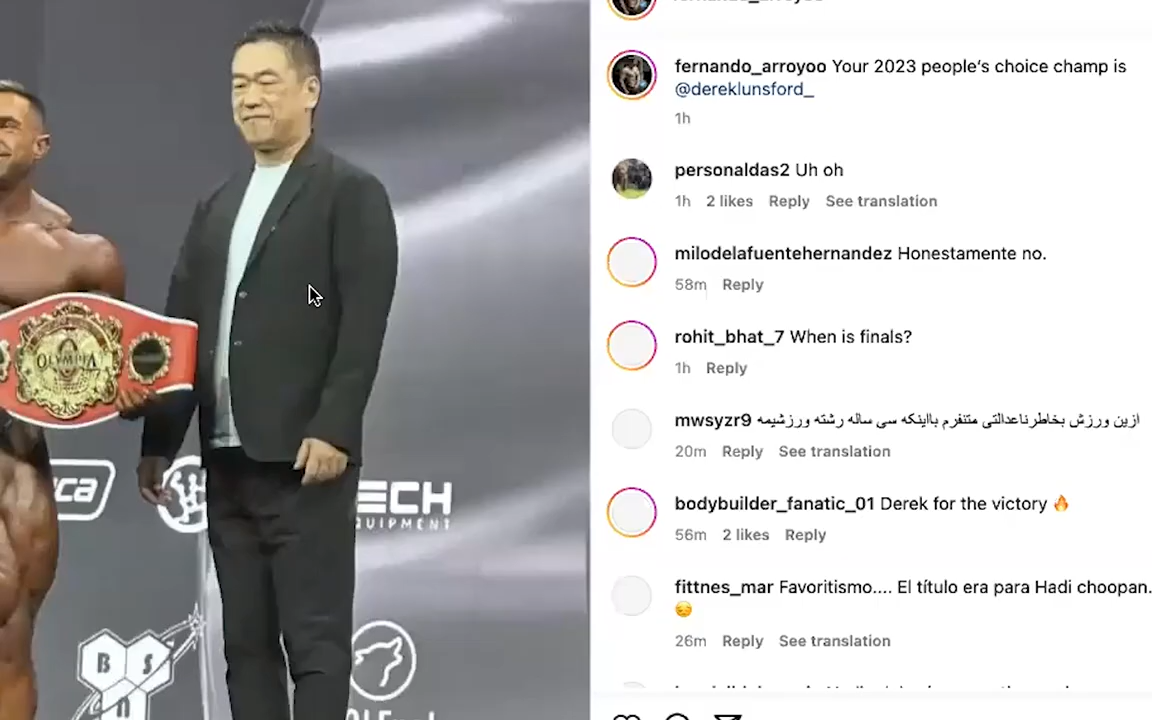 fernando_arroyoo Your 2023 people's choice champ is
@dereklunsford_
1h
personaldas2 Uh oh
1h 2 likes Reply See translation
milodelafuentehernandez Honestamente no.
58m Reply
rohit_bhat_7 When is finals?
1h Reply
mwsyzr9 ازین ورزش بخاطرناعدالتی متنفرم بااینکه سی ساله رشته ورزشیمه
20m Reply See translation
bodybuilder_fanatic_01 Derek for the victory 🔥
56m 2 likes Reply
fittnes_mar Favoritismo.... El título era para Hadi choopan.
😔
26m Reply See translation
OLYMPIA
ECH
QUIPMENT
B S
n